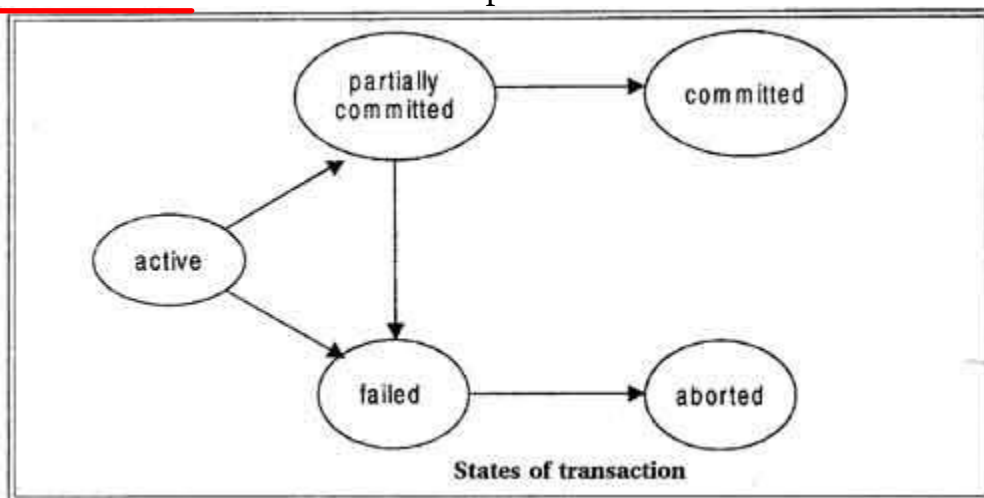 partially
committed
committed
active
failed
aborted
States of transaction